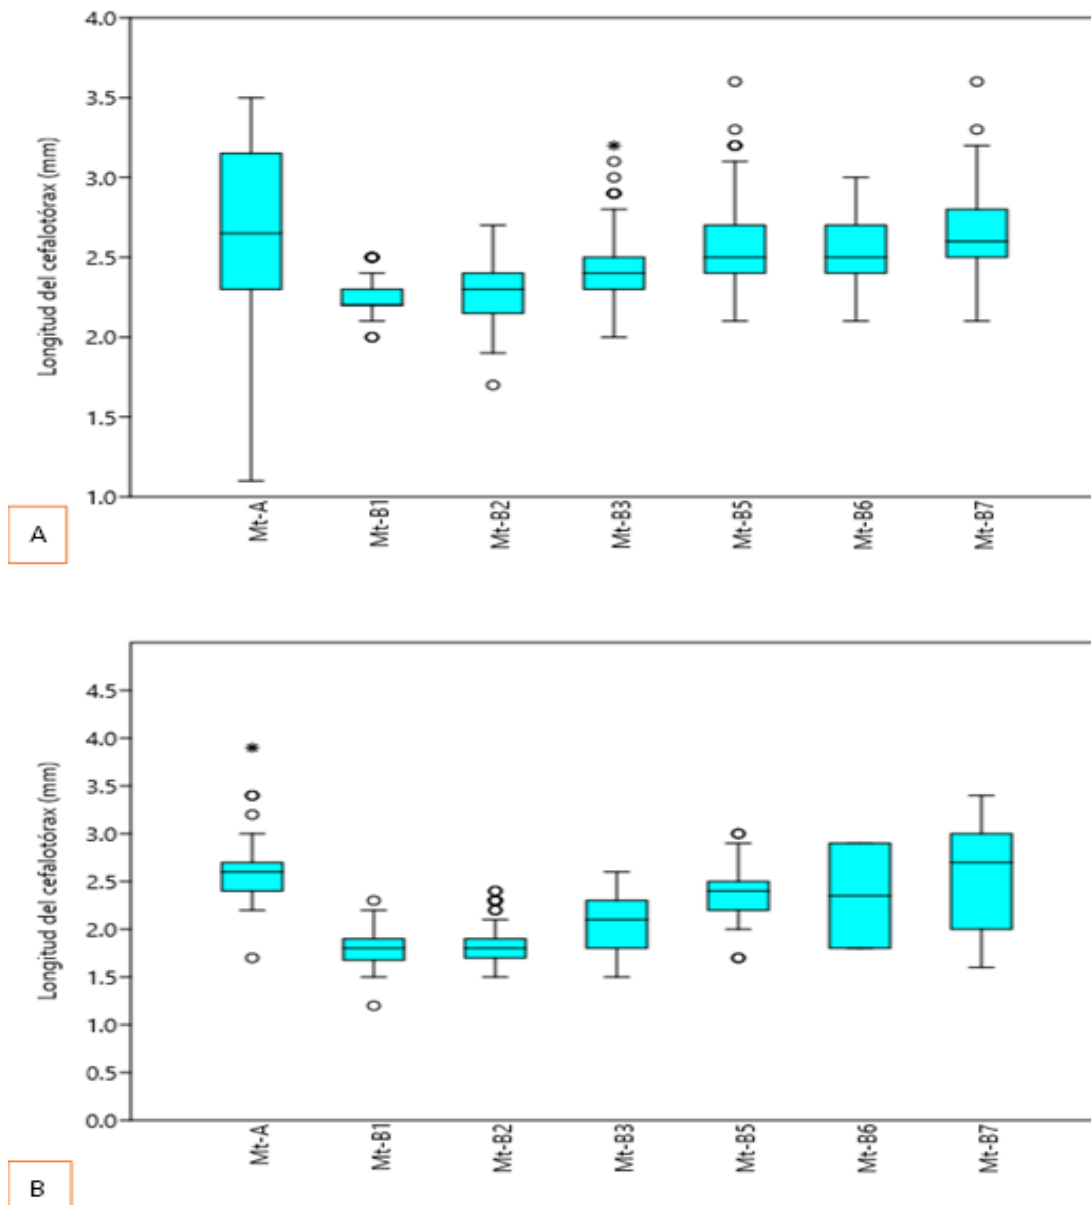 Longitud del cefalotórax (mm)
4.0
3.5
3.0
2.5
2.0
1.5
1.0
Mt-A
Mt-B1
Mt-B2
Mt-B3
Mt-B5
Mt-B6
Mt-B7
A
Longitud del cefalotórax (mm)
4.5
4.0
3.5
3.0
2.5
2.0
1.5
1.0
0.5
0.0
Mt-A
Mt-B1
Mt-B2
Mt-B3
Mt-B5
Mt-B6
Mt-B7
B